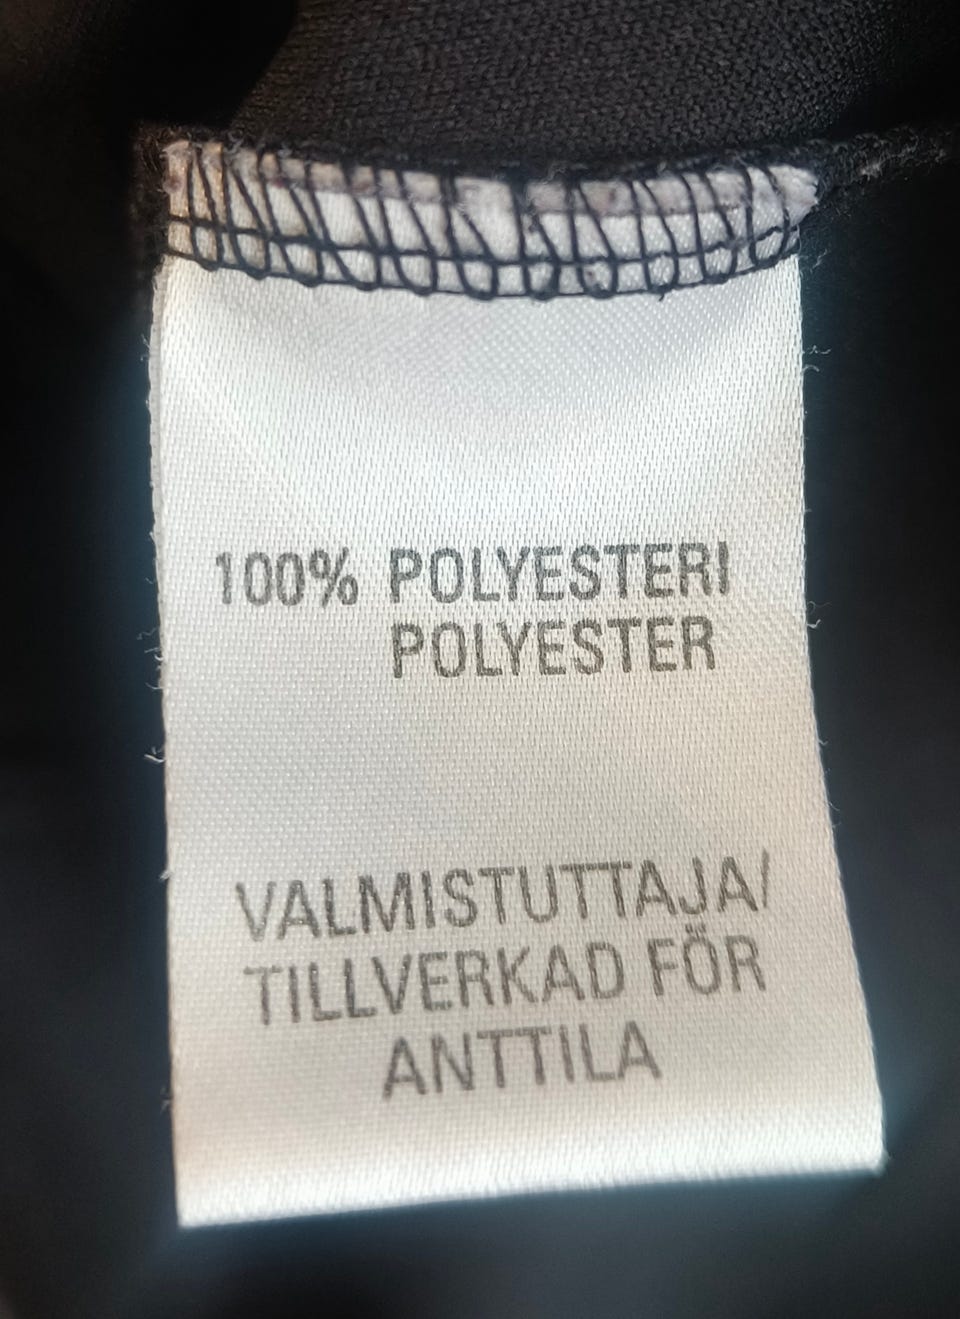 100% POLYESTERI
POLYESTER
VALMISTUTTAJA/
TILLVERKAD FÖR
ANTTILA